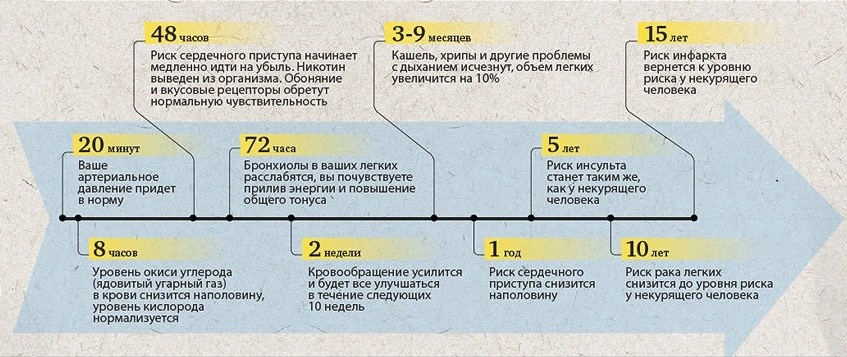 48 часов
Риск сердечного приступа начинает
медленно идти на убыль. Никотин
выведен из организма. Обоняние
и вкусовые рецепторы обретут
нормальную чувствительность
3-9 месяцев
Кашель, хрипы и другие проблемы
с дыханием исчезнут, объем легких
увеличится на 10%
15 лет
Риск инфаркта
вернется к уровню
риска у некурящего
человека
20 минут
Ваше
артериальное
давление придет
в норму
72 часа
Бронхиолы в ваших легких
расслабятся, вы почувствуете
прилив энергии и повышение
общего тонуса
5 лет
Риск инсульта
станет таким же,
как у некурящего
человека
8 часов
Уровень окиси углерода
(ядовитый угарный газ)
в крови снизится наполовину,
уровень кислорода
нормализуется
2 недели
Кровообращение усилится
и будет все улучшаться
в течение следующих
10 недель
1 год
Риск сердечного
приступа снизится
наполовину
10 лет
Риск рака легких
снизится до уровня риска
у некурящего человека